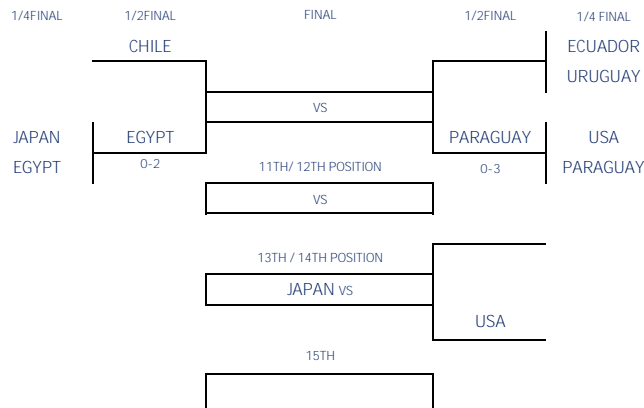 1/4FINAL 1/2FINAL FINAL 1/2FINAL 1/4 FINAL
CHILE ECUADOR
URUGUAY
VS
JAPAN EGYPT PARAGUAY USA
EGYPT 0-2 11TH/ 12TH POSITION 0-3 PARAGUAY
VS
13TH / 14TH POSITION
JAPAN VS
USA
15TH